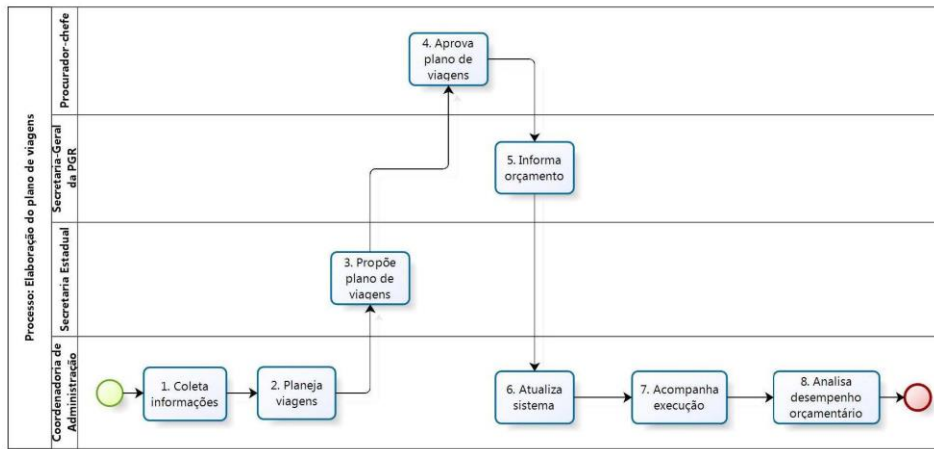 Processo: Elaboração do plano de viagens
Procurador-chefe
4. Aprova
plano de
viagens
Secretaria-Geral
da PGR
5. Informa
orçamento
Secretaria Estadual
3. Propõe
plano de
viagens
Coordenadoria de
Administração
1. Coleta
informações
2. Planeja
viagens
6. Atualiza
sistema
7. Acompanha
execução
8. Analisa
desempenho
orçamentário